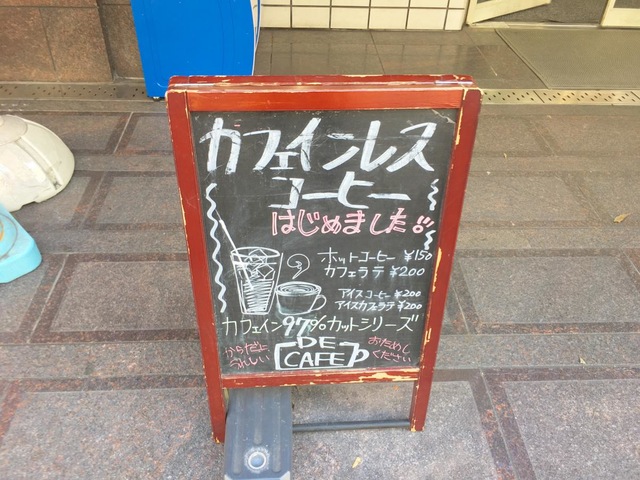 カフェインレス
コーヒー
はじめました!!
ホットコーヒー ¥150
カフェラテ ¥200
アイスコーヒー ¥200
アイスカフェラテ ¥200
カフェイン97%カットシリーズ
からだに
うれしい
DE
CAFE
おためし
ください